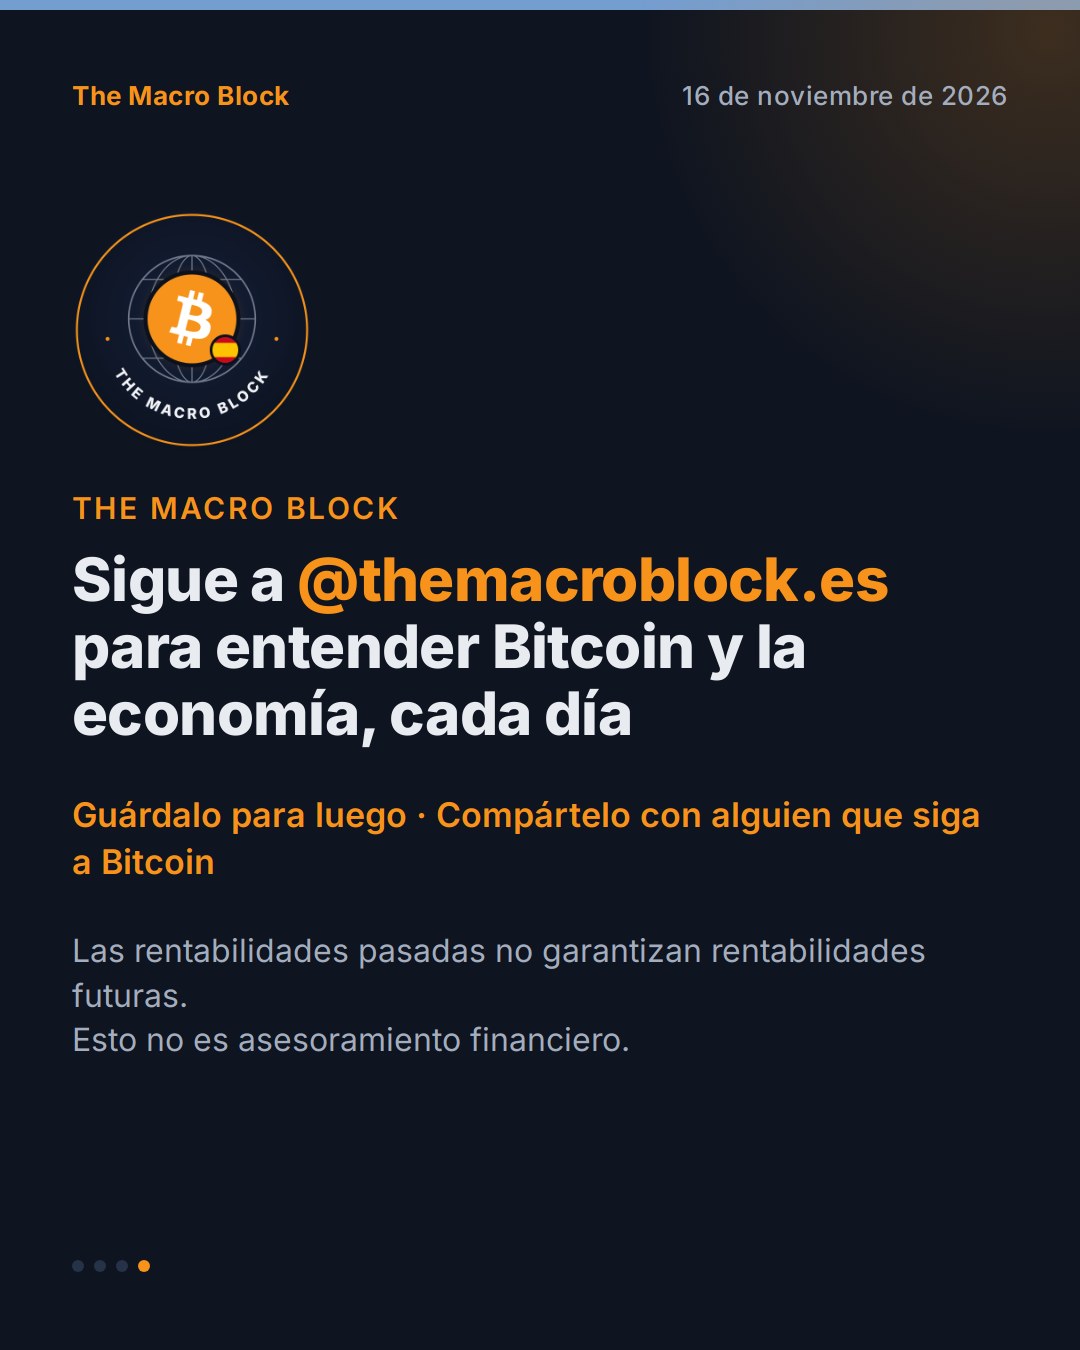 The Macro Block
16 de noviembre de 2026
THE MACRO BLOCK
THE MACRO BLOCK
Sigue a @themacroblock.es
para entender Bitcoin y la
economía, cada día
Guárdalo para luego · Compártelo con alguien que siga
a Bitcoin
Las rentabilidades pasadas no garantizan rentabilidades
futuras.
Esto no es asesoramiento financiero.